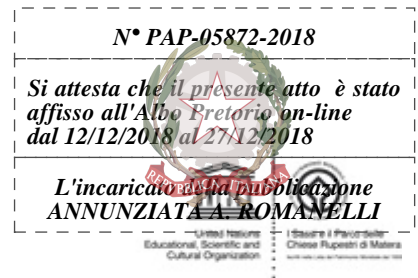 N° PAP-05872-2018
Si attesta che il presente atto è stato
affisso all'Albo Pretorio on-line
dal 12/12/2018 al 27/12/2018
L'incaricato della pubblicazione
ANNUNZIATA A. ROMANELLI
REPUBBLICA ITALIANA
United Nations
Educational, Scientific and
Cultural Organization
I Sassi e il Parco delle
Chiese Rupestri di Matera